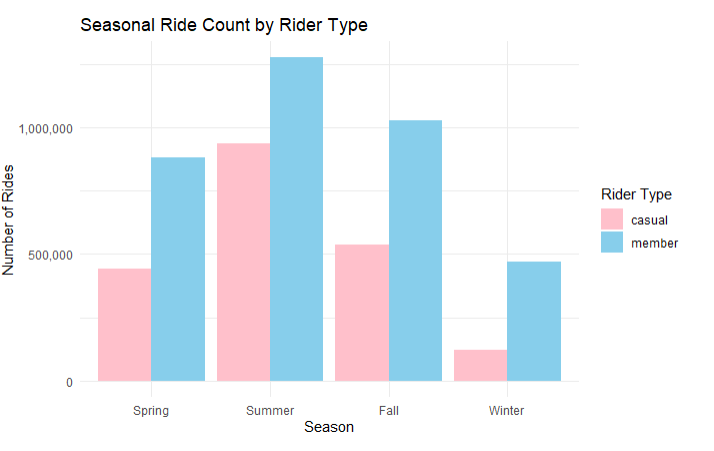 Seasonal Ride Count by Rider Type
Number of Rides
1,000,000
500,000
0
Spring Summer Fall Winter
Season
Rider Type
casual
member